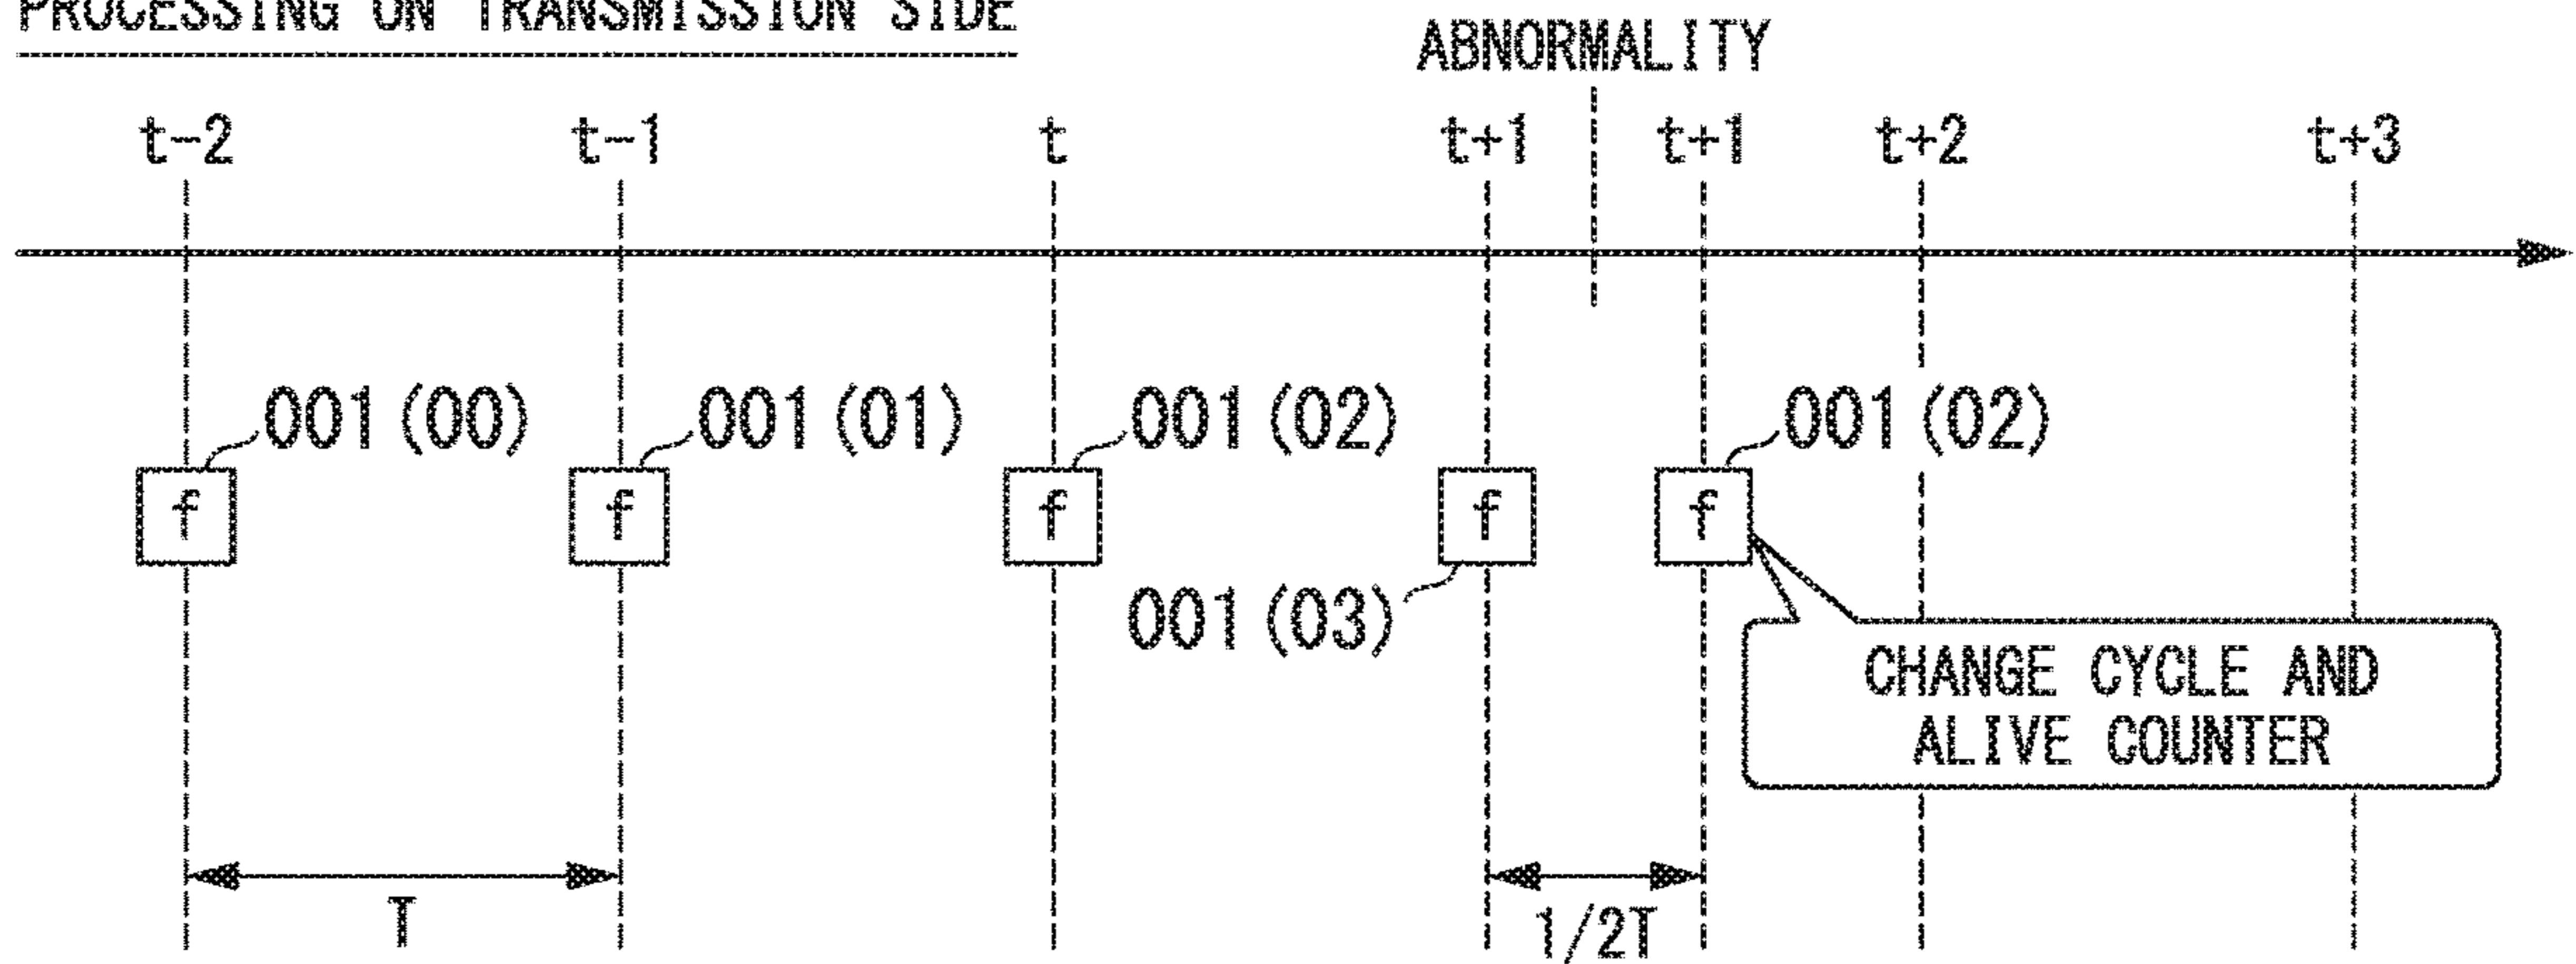 PROCESSING ON TRANSMISSION SIDE
ABNORMALITY
t-2
t-1
t
t+1
t+1
t+2
t+3
001(00)
001(01)
001(02)
001(02)
f
f
f
f
f
001(03)
CHANGE CYCLE AND
ALIVE COUNTER
T
1/2T